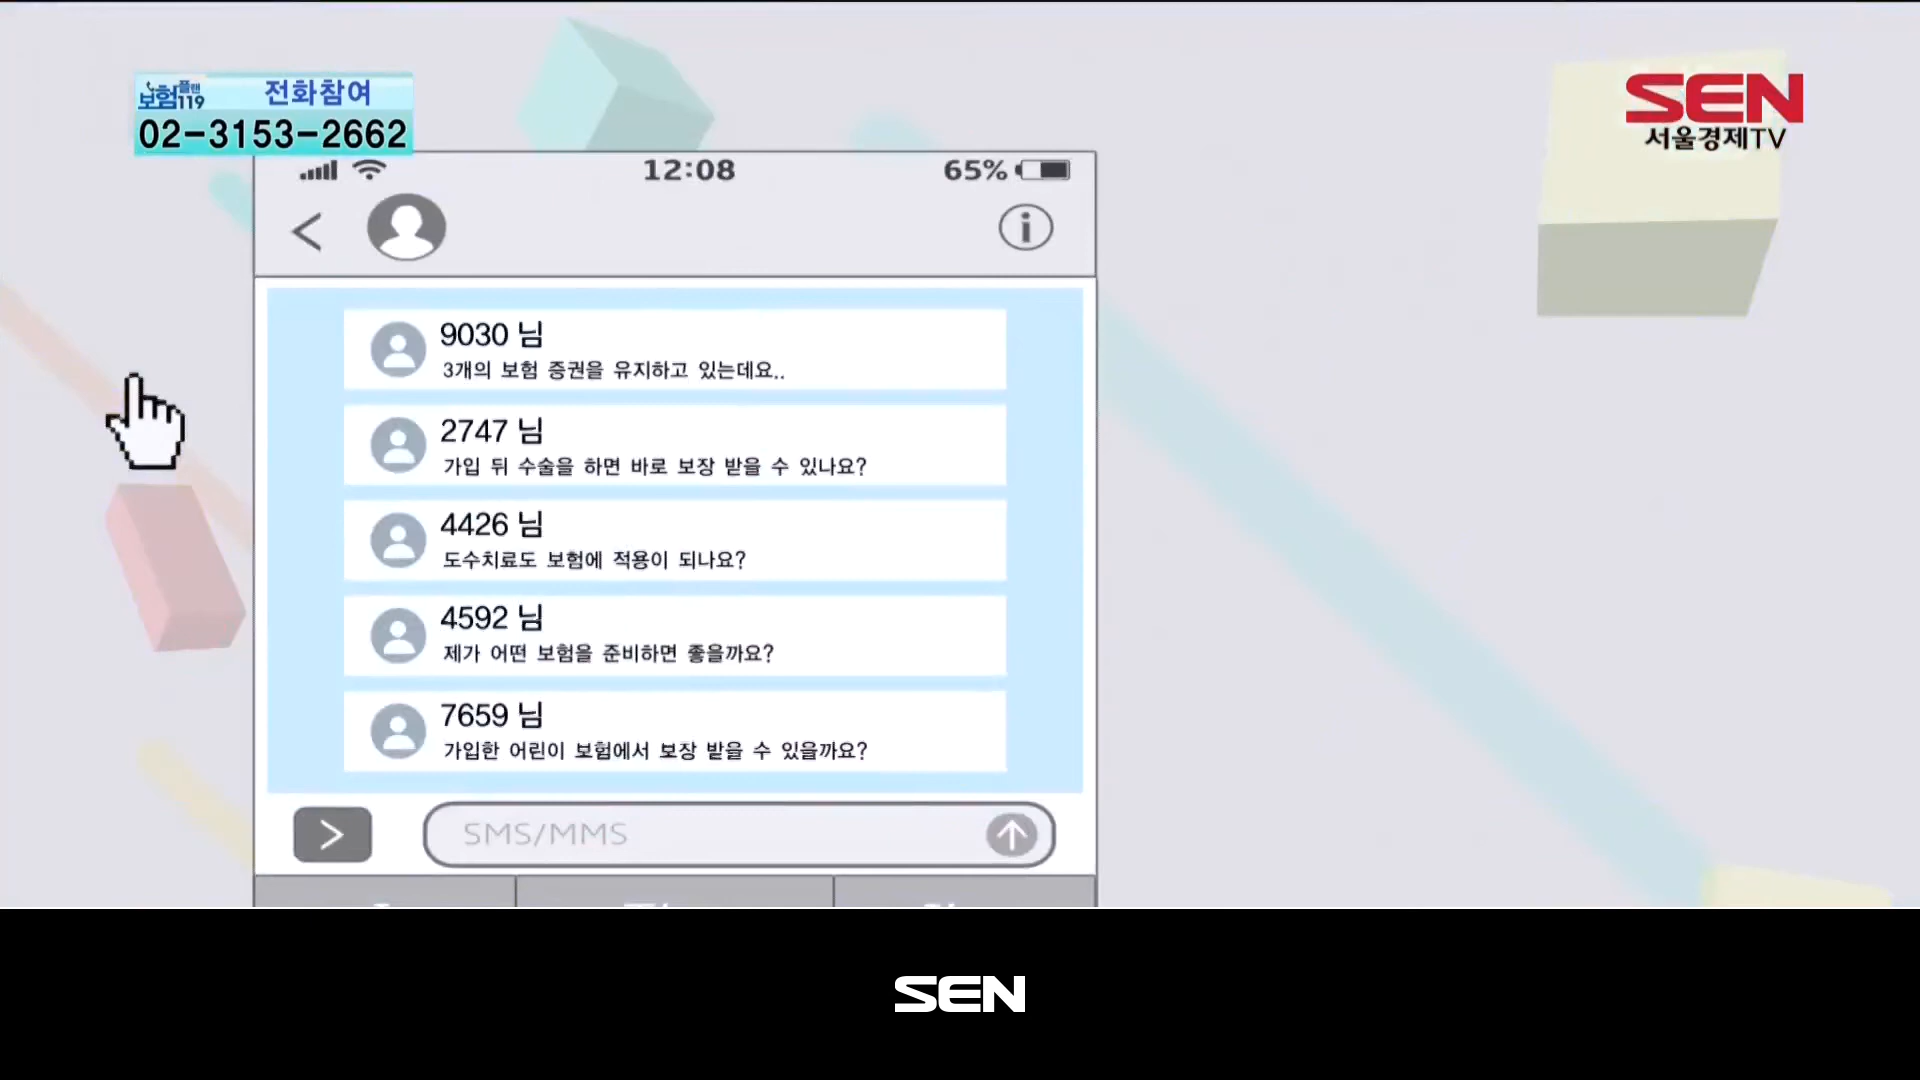 보험플랜119
전화참여
02-3153-2662
SEN
서울경제TV
12:08
65%
9030 님
3개의 보험 증권을 유지하고 있는데요..
2747 님
가입 뒤 수술을 하면 바로 보장 받을 수 있나요?
4426 님
도수치료도 보험에 적용이 되나요?
4592 님
제가 어떤 보험을 준비하면 좋을까요?
7659 님
가입한 어린이 보험에서 보장 받을 수 있을까요?
SMS/MMS
SEN